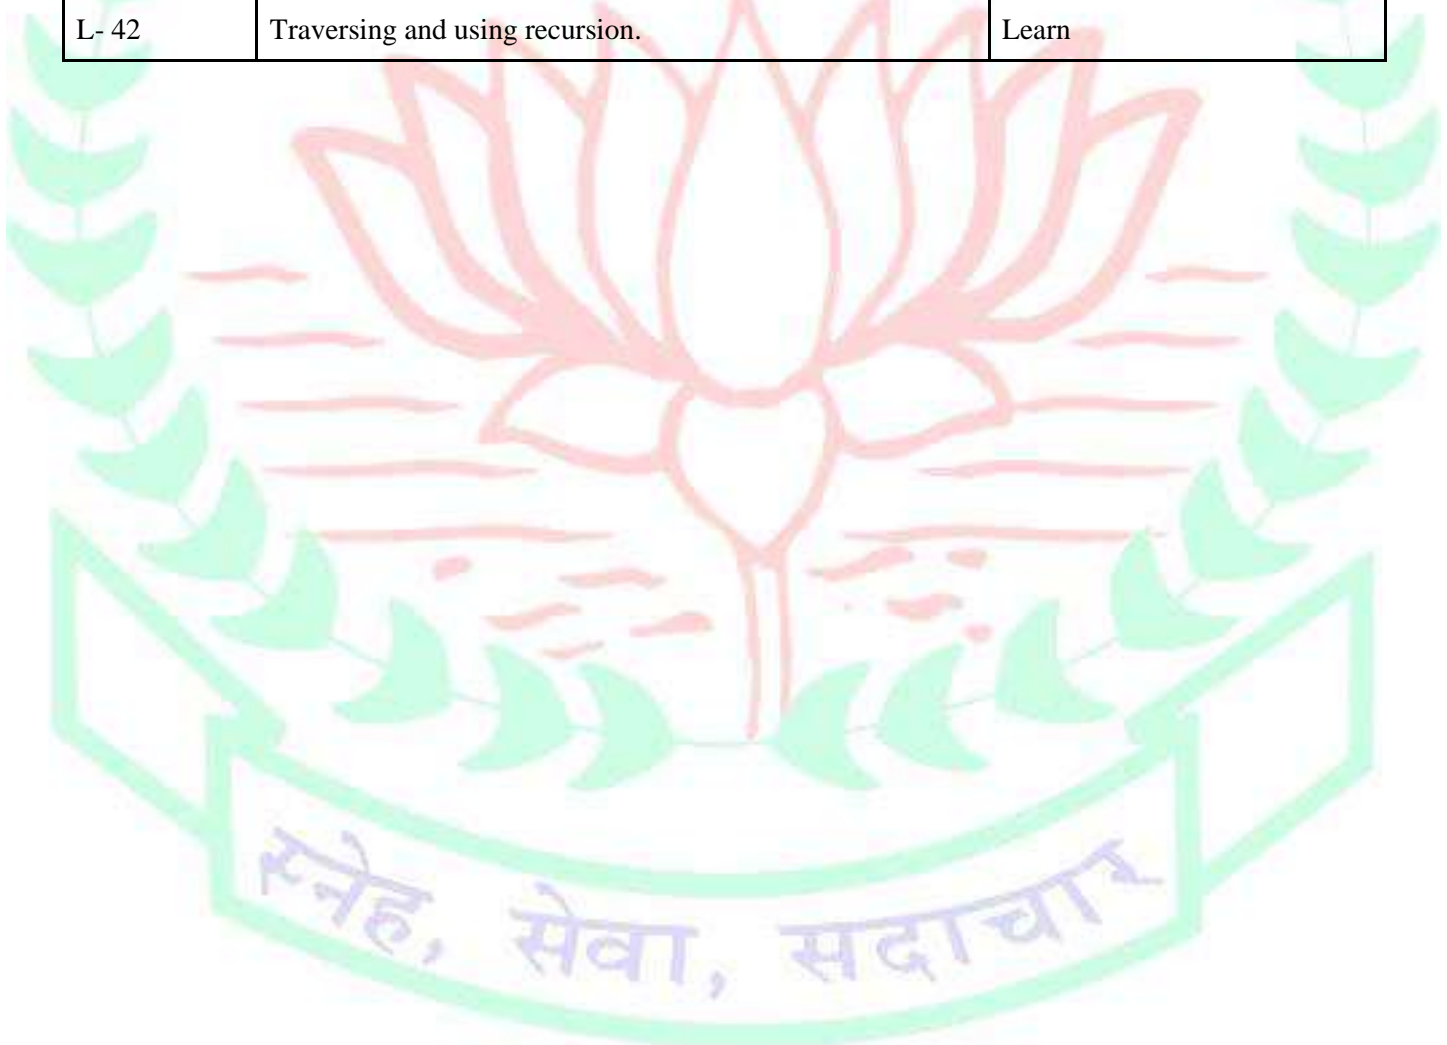 L- 42 Traversing and using recursion. Learn
स्नेह, सेवा, सदाचार